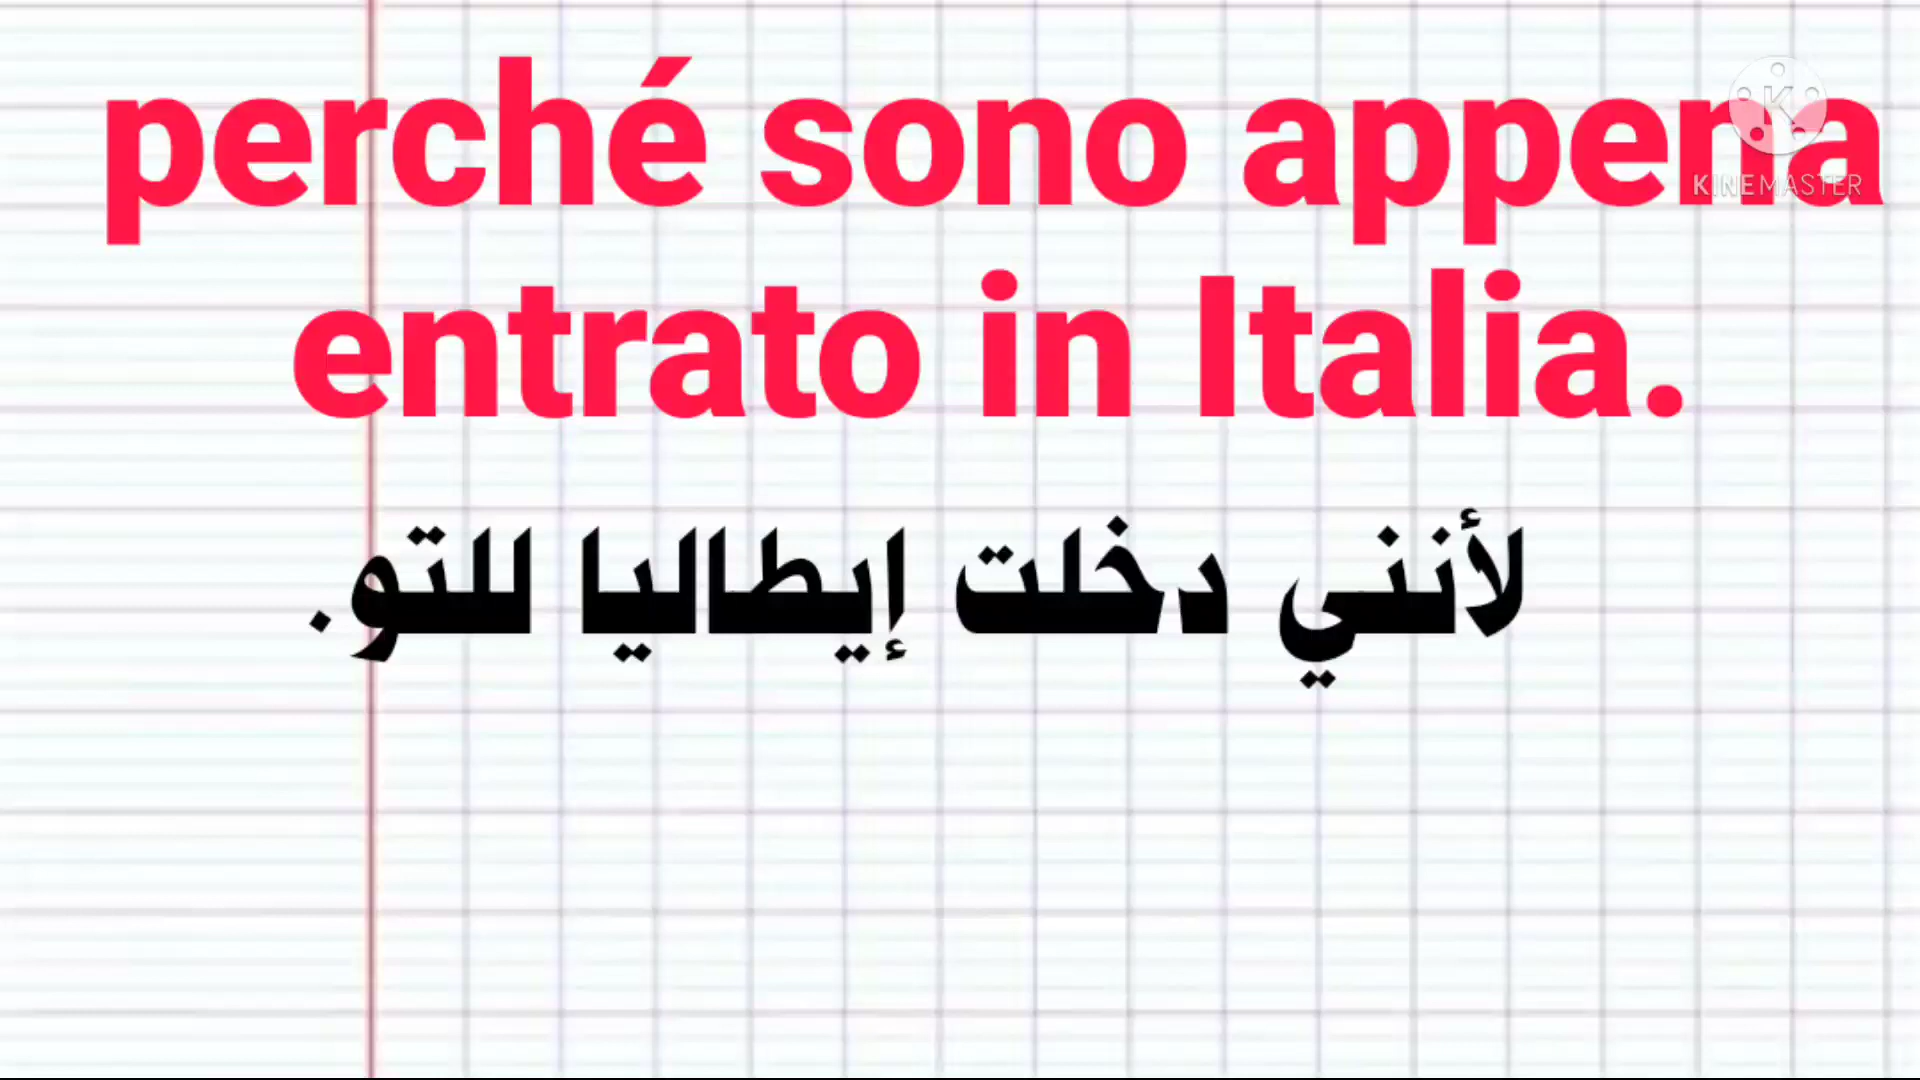 perché sono appena
KINEMASTER
entrato in Italia.
لأنني دخلت إيطاليا للتو.